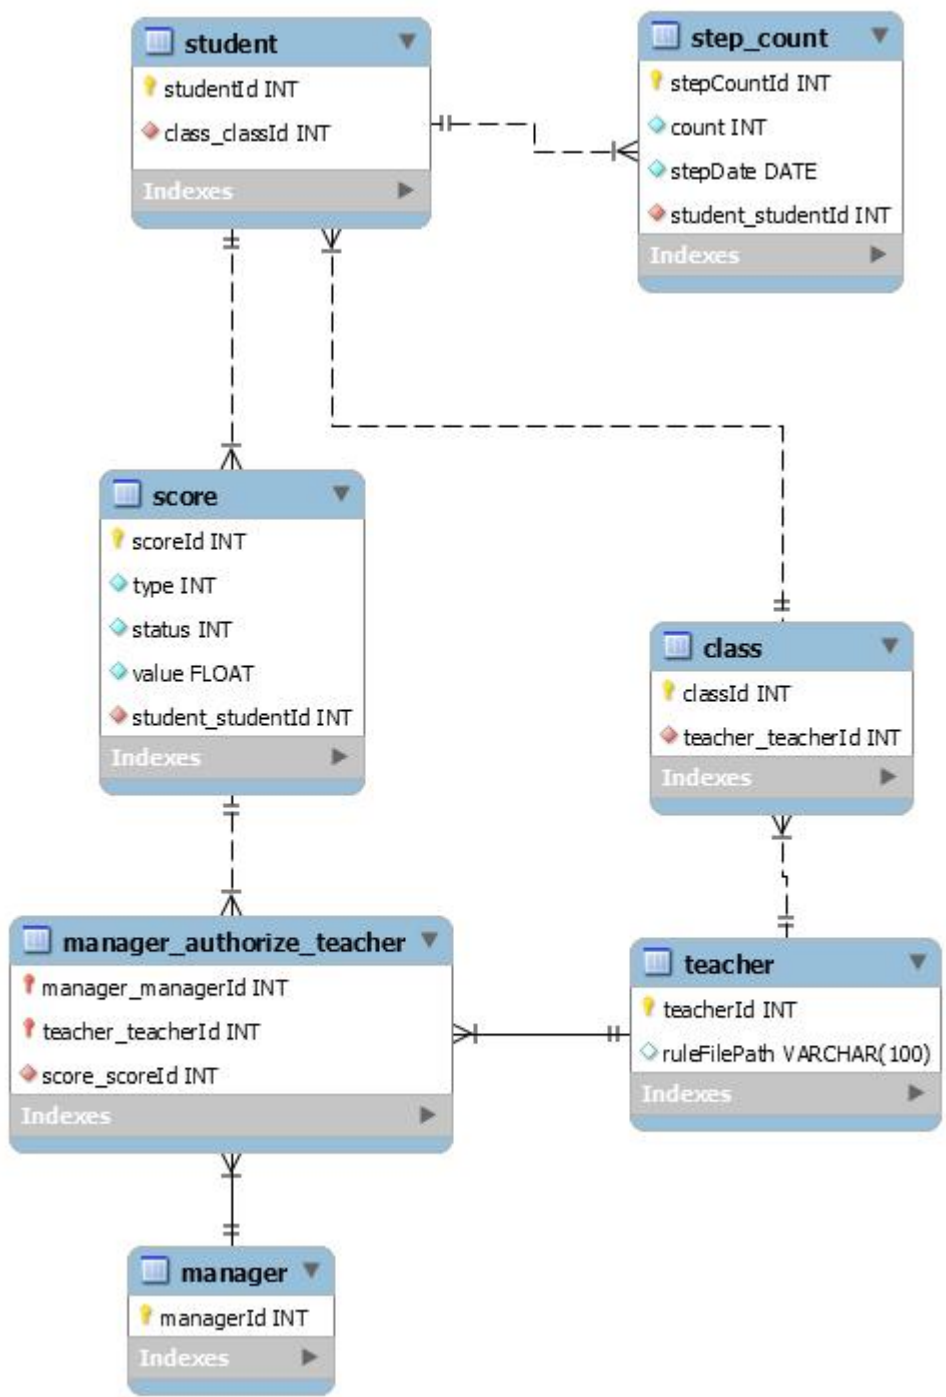 student
studentId INT
class_classId INT
Indexes
step_count
stepCountId INT
count INT
stepDate DATE
student_studentId INT
Indexes
score
scoreId INT
type INT
status INT
value FLOAT
student_studentId INT
Indexes
class
classId INT
teacher_teacherId INT
Indexes
manager_authorize_teacher
manager_managerId INT
teacher_teacherId INT
score_scoreId INT
Indexes
teacher
teacherId INT
ruleFilePath VARCHAR(100)
Indexes
manager
managerId INT
Indexes